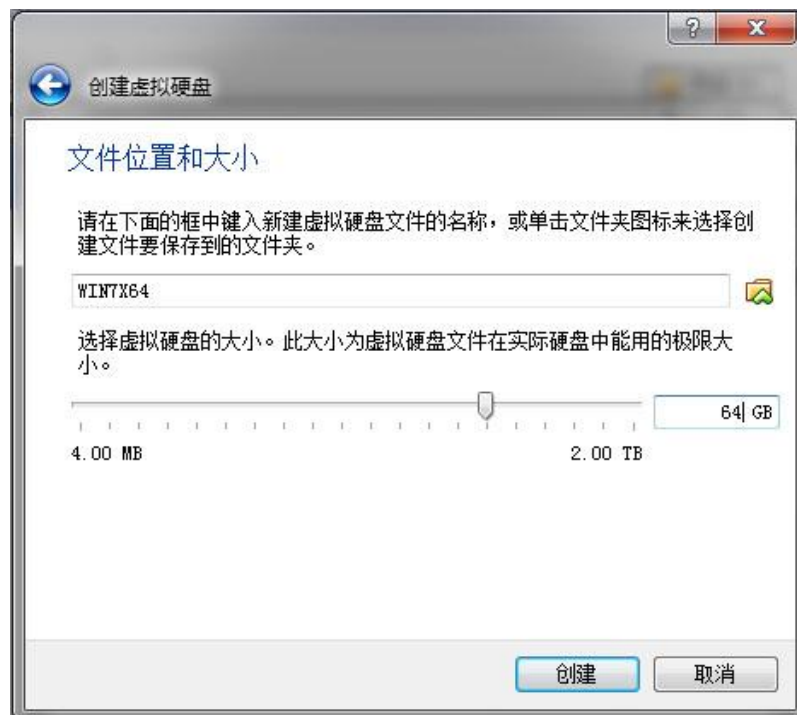 创建虚拟硬盘
文件位置和大小
请在下面的框中键入新建虚拟硬盘文件的名称，或单击文件夹图标来选择创
建文件要保存到的文件夹。
WIN7X64
选择虚拟硬盘的大小。此大小为虚拟硬盘文件在实际硬盘中能用的极限大
小。
64 GB
4.00 MB 2.00 TB
创建 取消